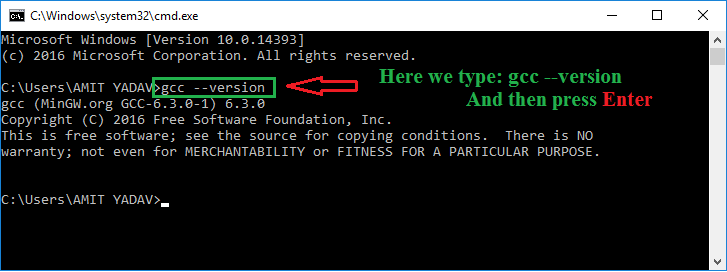 C:\Windows\system32\cmd.exe
Microsoft Windows [Version 10.0.14393]
(c) 2016 Microsoft Corporation. All rights reserved.
C:\Users\AMIT YADAV>gcc --version
Here we type: gcc --version
And then press Enter
gcc (MinGW.org GCC-6.3.0-1) 6.3.0
Copyright (C) 2016 Free Software Foundation, Inc.
This is free software; see the source for copying conditions.  There is NO
warranty; not even for MERCHANTABILITY or FITNESS FOR A PARTICULAR PURPOSE.
C:\Users\AMIT YADAV>